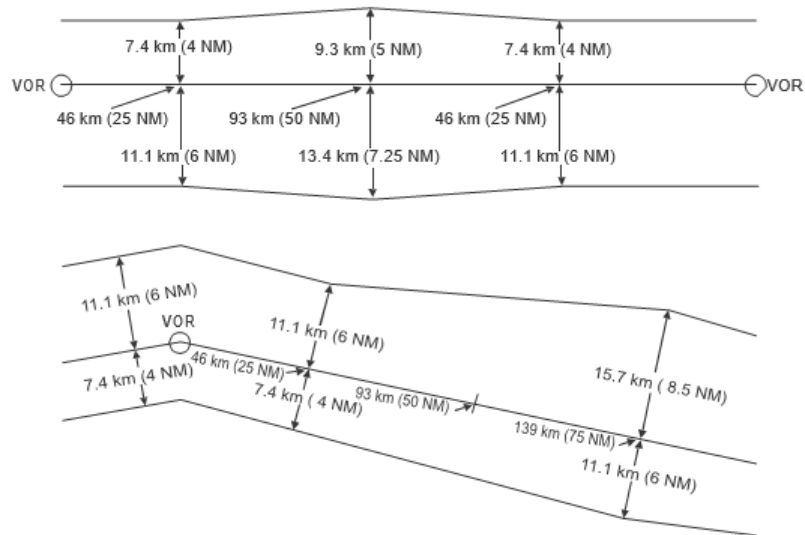 7.4 km (4 NM)
9.3 km (5 NM)
7.4 km (4 NM)
VOR
VOR
46 km (25 NM)
93 km (50 NM)
46 km (25 NM)
11.1 km (6 NM)
13.4 km (7.25 NM)
11.1 km (6 NM)
11.1 km (6 NM)
VOR
11.1 km (6 NM)
7.4 km (4 NM)
46 km (25 NM)
7.4 km ( 4 NM)
93 km (50 NM)
15.7 km ( 8.5 NM)
139 km (75 NM)
11.1 km (6 NM)